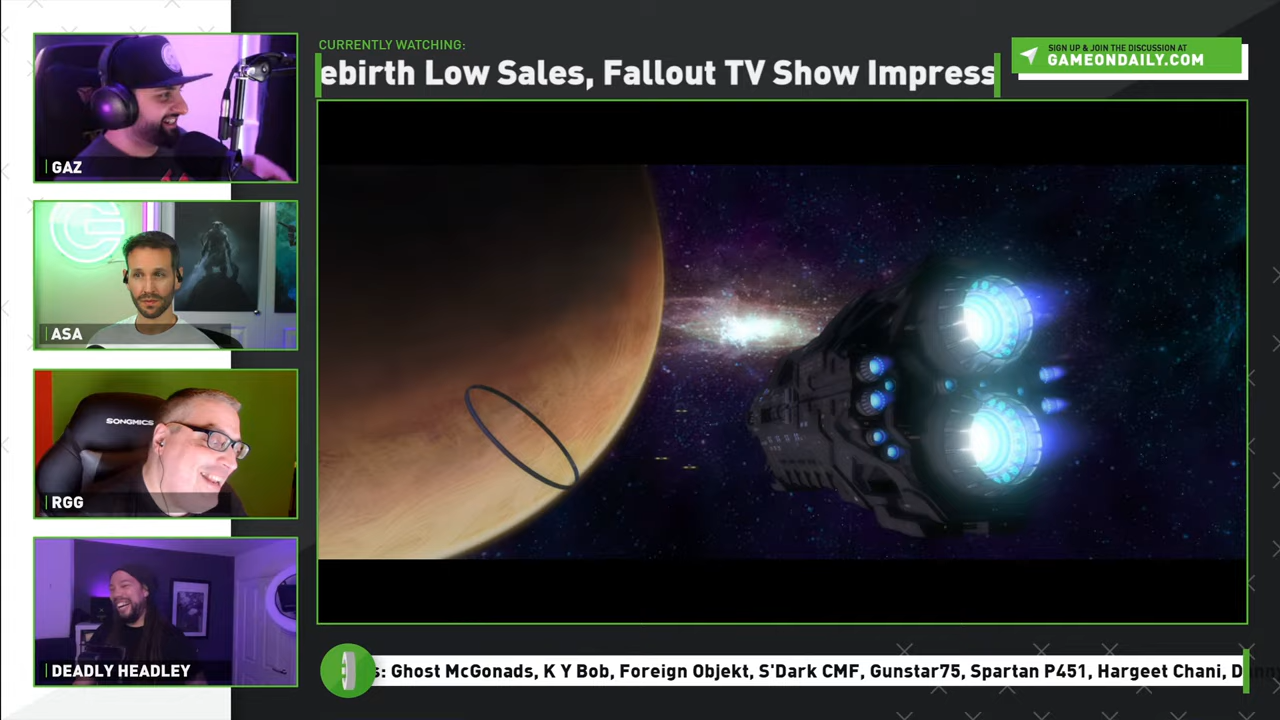 CURRENTLY WATCHING:
ebirth Low Sales, Fallout TV Show Impress
SIGN UP & JOIN THE DISCUSSION AT
GAMEONDAILY.COM
GAZ
ASA
SONGMICS
RGG
DEADLY HEADLEY
s: Ghost McGonads, K Y Bob, Foreign Objekt, S'Dark CMF, Gunstar75, Spartan P451, Hargeet Chani,